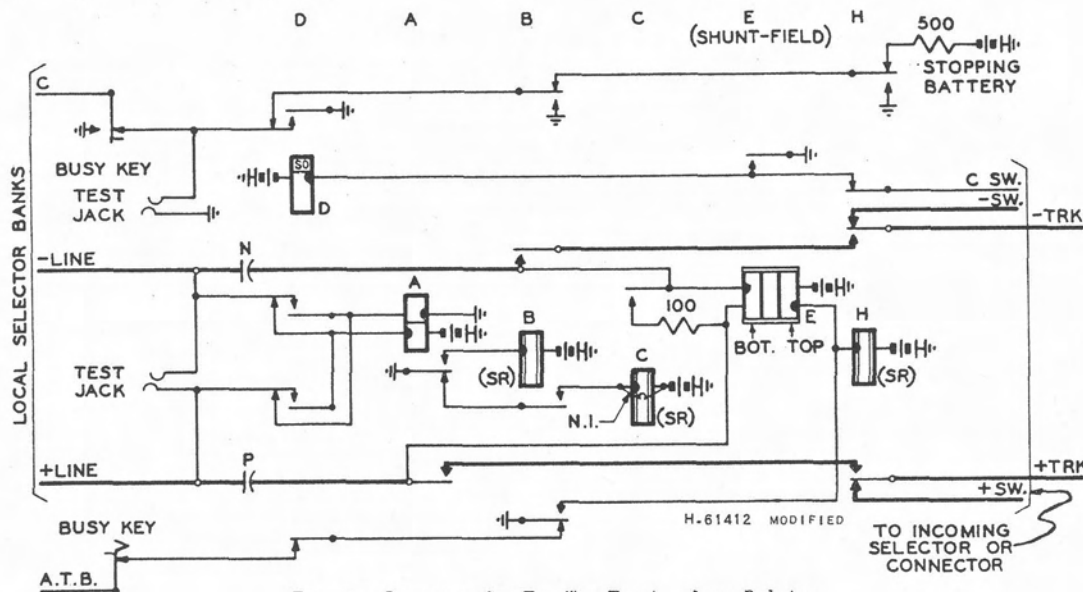 D A B C E H 500
(SHUNT-FIELD)
STOPPING
BATTERY
C
BUSY KEY
TEST
JACK
SD
D
C SW.
-SW.
-TRK
LOCAL SELECTOR BANKS
-LINE
N
A
B
(SR)
C
N.I.
(SR)
100
E
BOT. TOP
H
(SR)
TEST
JACK
+LINE
P
+TRK
+SW.
H-61412 MODIFIED
TO INCOMING
SELECTOR OR
CONNECTOR
BUSY KEY
A.T.B.